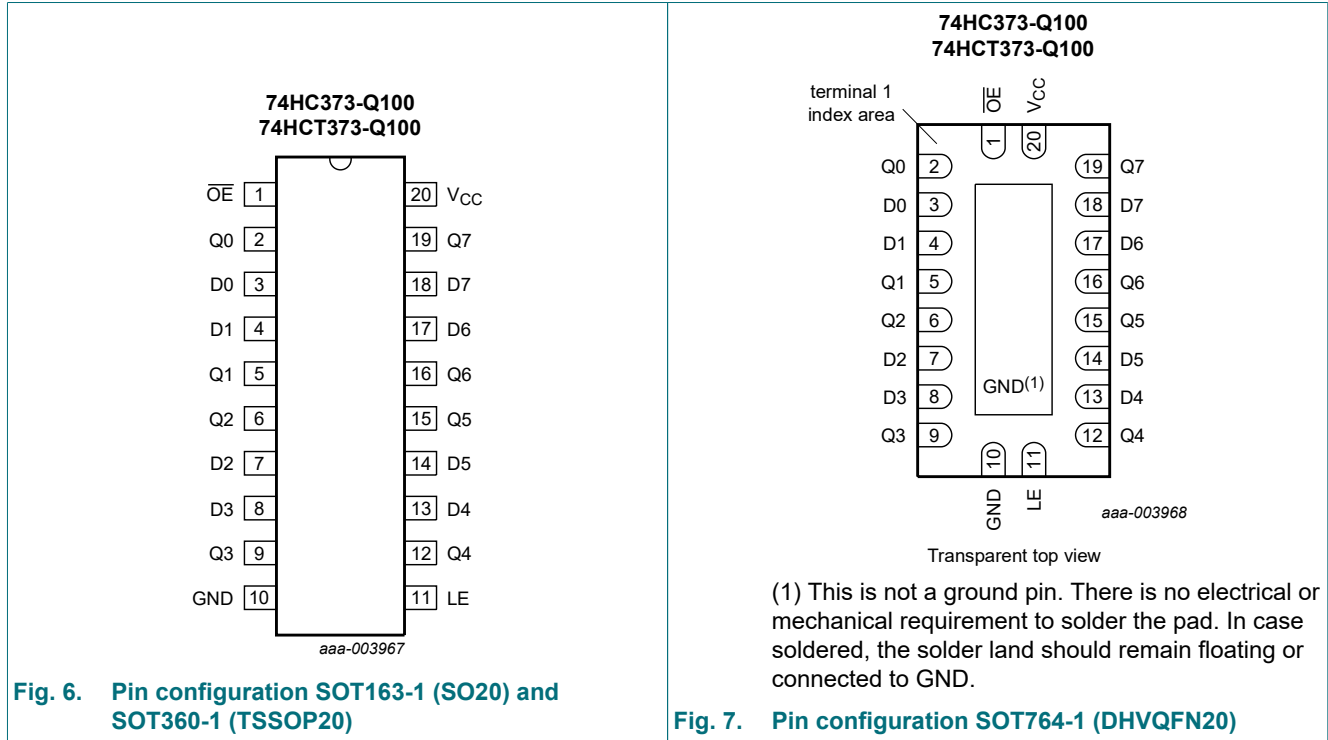 74HC373-Q100
74HCT373-Q100
OE 1
20 VCC
Q0 2
19 Q7
D0 3
18 D7
D1 4
17 D6
Q1 5
16 Q6
Q2 6
15 Q5
D2 7
14 D5
D3 8
13 D4
Q3 9
12 Q4
GND 10
11 LE
aaa-003967
Fig. 6. Pin configuration SOT163-1 (SO20) and
SOT360-1 (TSSOP20)
74HC373-Q100
74HCT373-Q100
terminal 1
index area
OE
VCC
1
20
Q0 2
19 Q7
D0 3
18 D7
D1 4
17 D6
Q1 5
16 Q6
Q2 6
15 Q5
D2 7
14 D5
D3 8
GND(1)
13 D4
Q3 9
12 Q4
10
11
GND
LE
aaa-003968
Transparent top view
(1) This is not a ground pin. There is no electrical or
mechanical requirement to solder the pad. In case
soldered, the solder land should remain floating or
connected to GND.
Fig. 7. Pin configuration SOT764-1 (DHVQFN20)